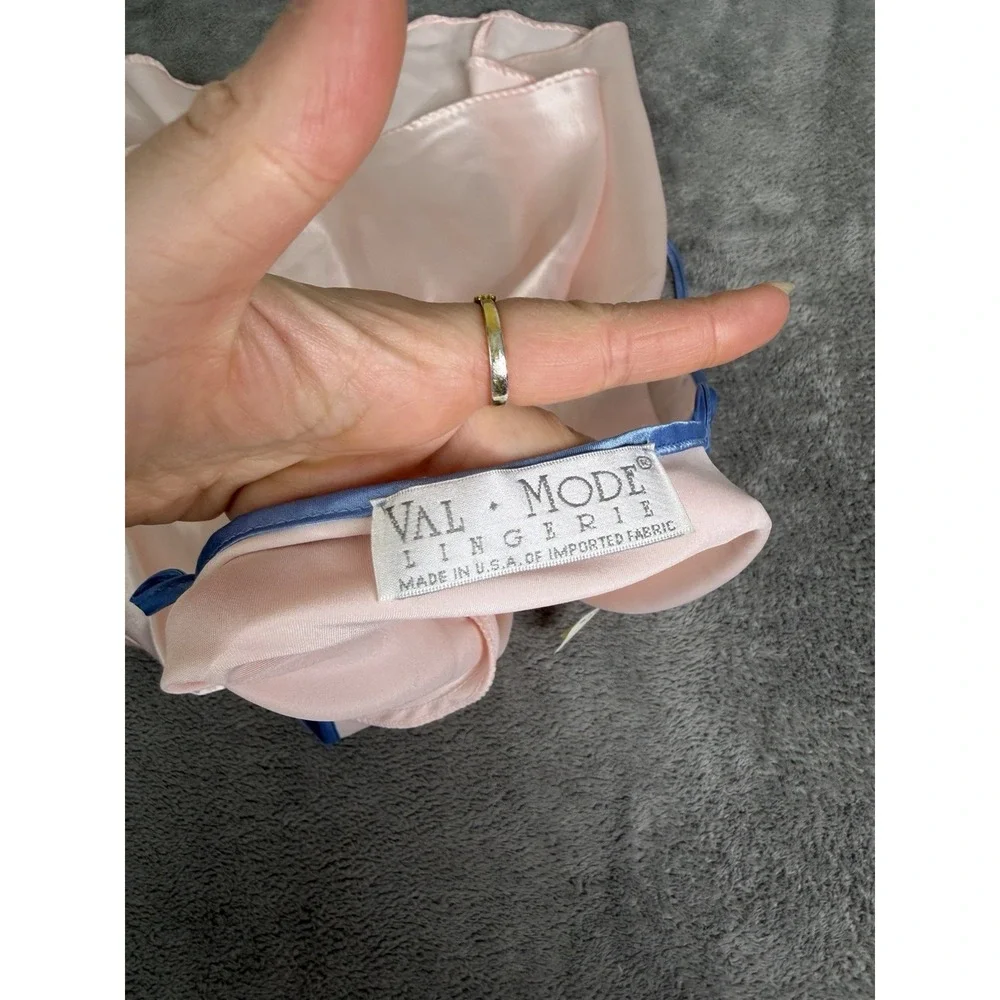 VAL • MODE®
LINGERIE
MADE IN U.S.A. OF IMPORTED FABRIC